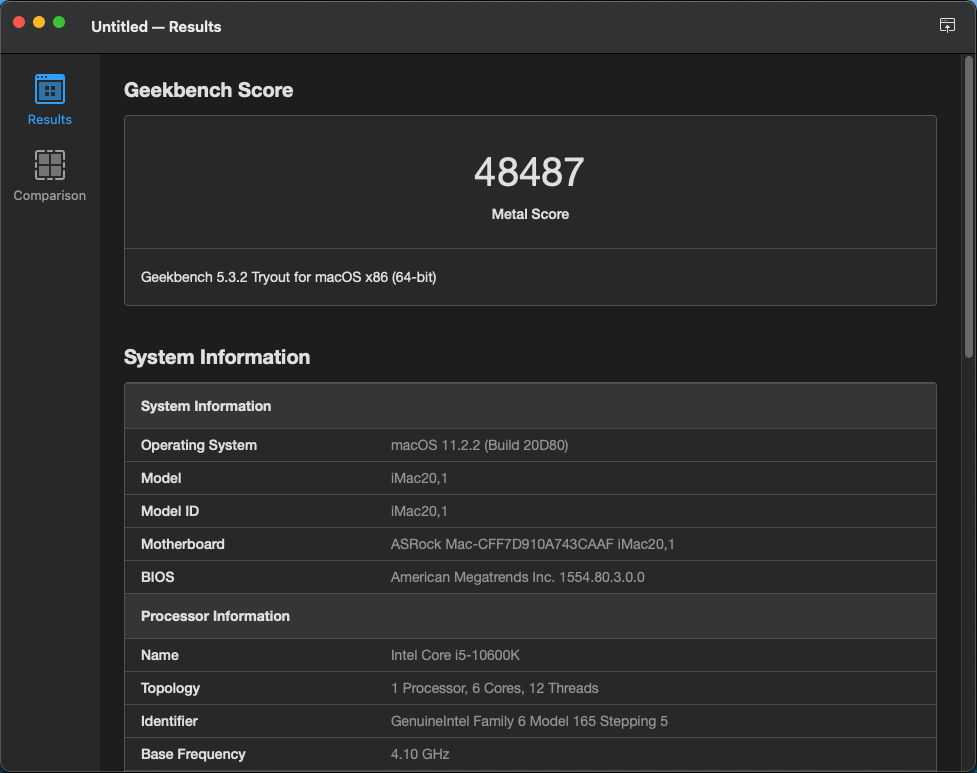 Untitled — Results
Results
Comparison
Geekbench Score
48487
Metal Score
Geekbench 5.3.2 Tryout for macOS x86 (64-bit)
System Information
System Information
Operating System macOS 11.2.2 (Build 20D80)
Model iMac20,1
Model ID iMac20,1
Motherboard ASRock Mac-CFF7D910A743CAAF iMac20,1
BIOS American Megatrends Inc. 1554.80.3.0.0
Processor Information
Name Intel Core i5-10600K
Topology 1 Processor, 6 Cores, 12 Threads
Identifier GenuineIntel Family 6 Model 165 Stepping 5
Base Frequency 4.10 GHz